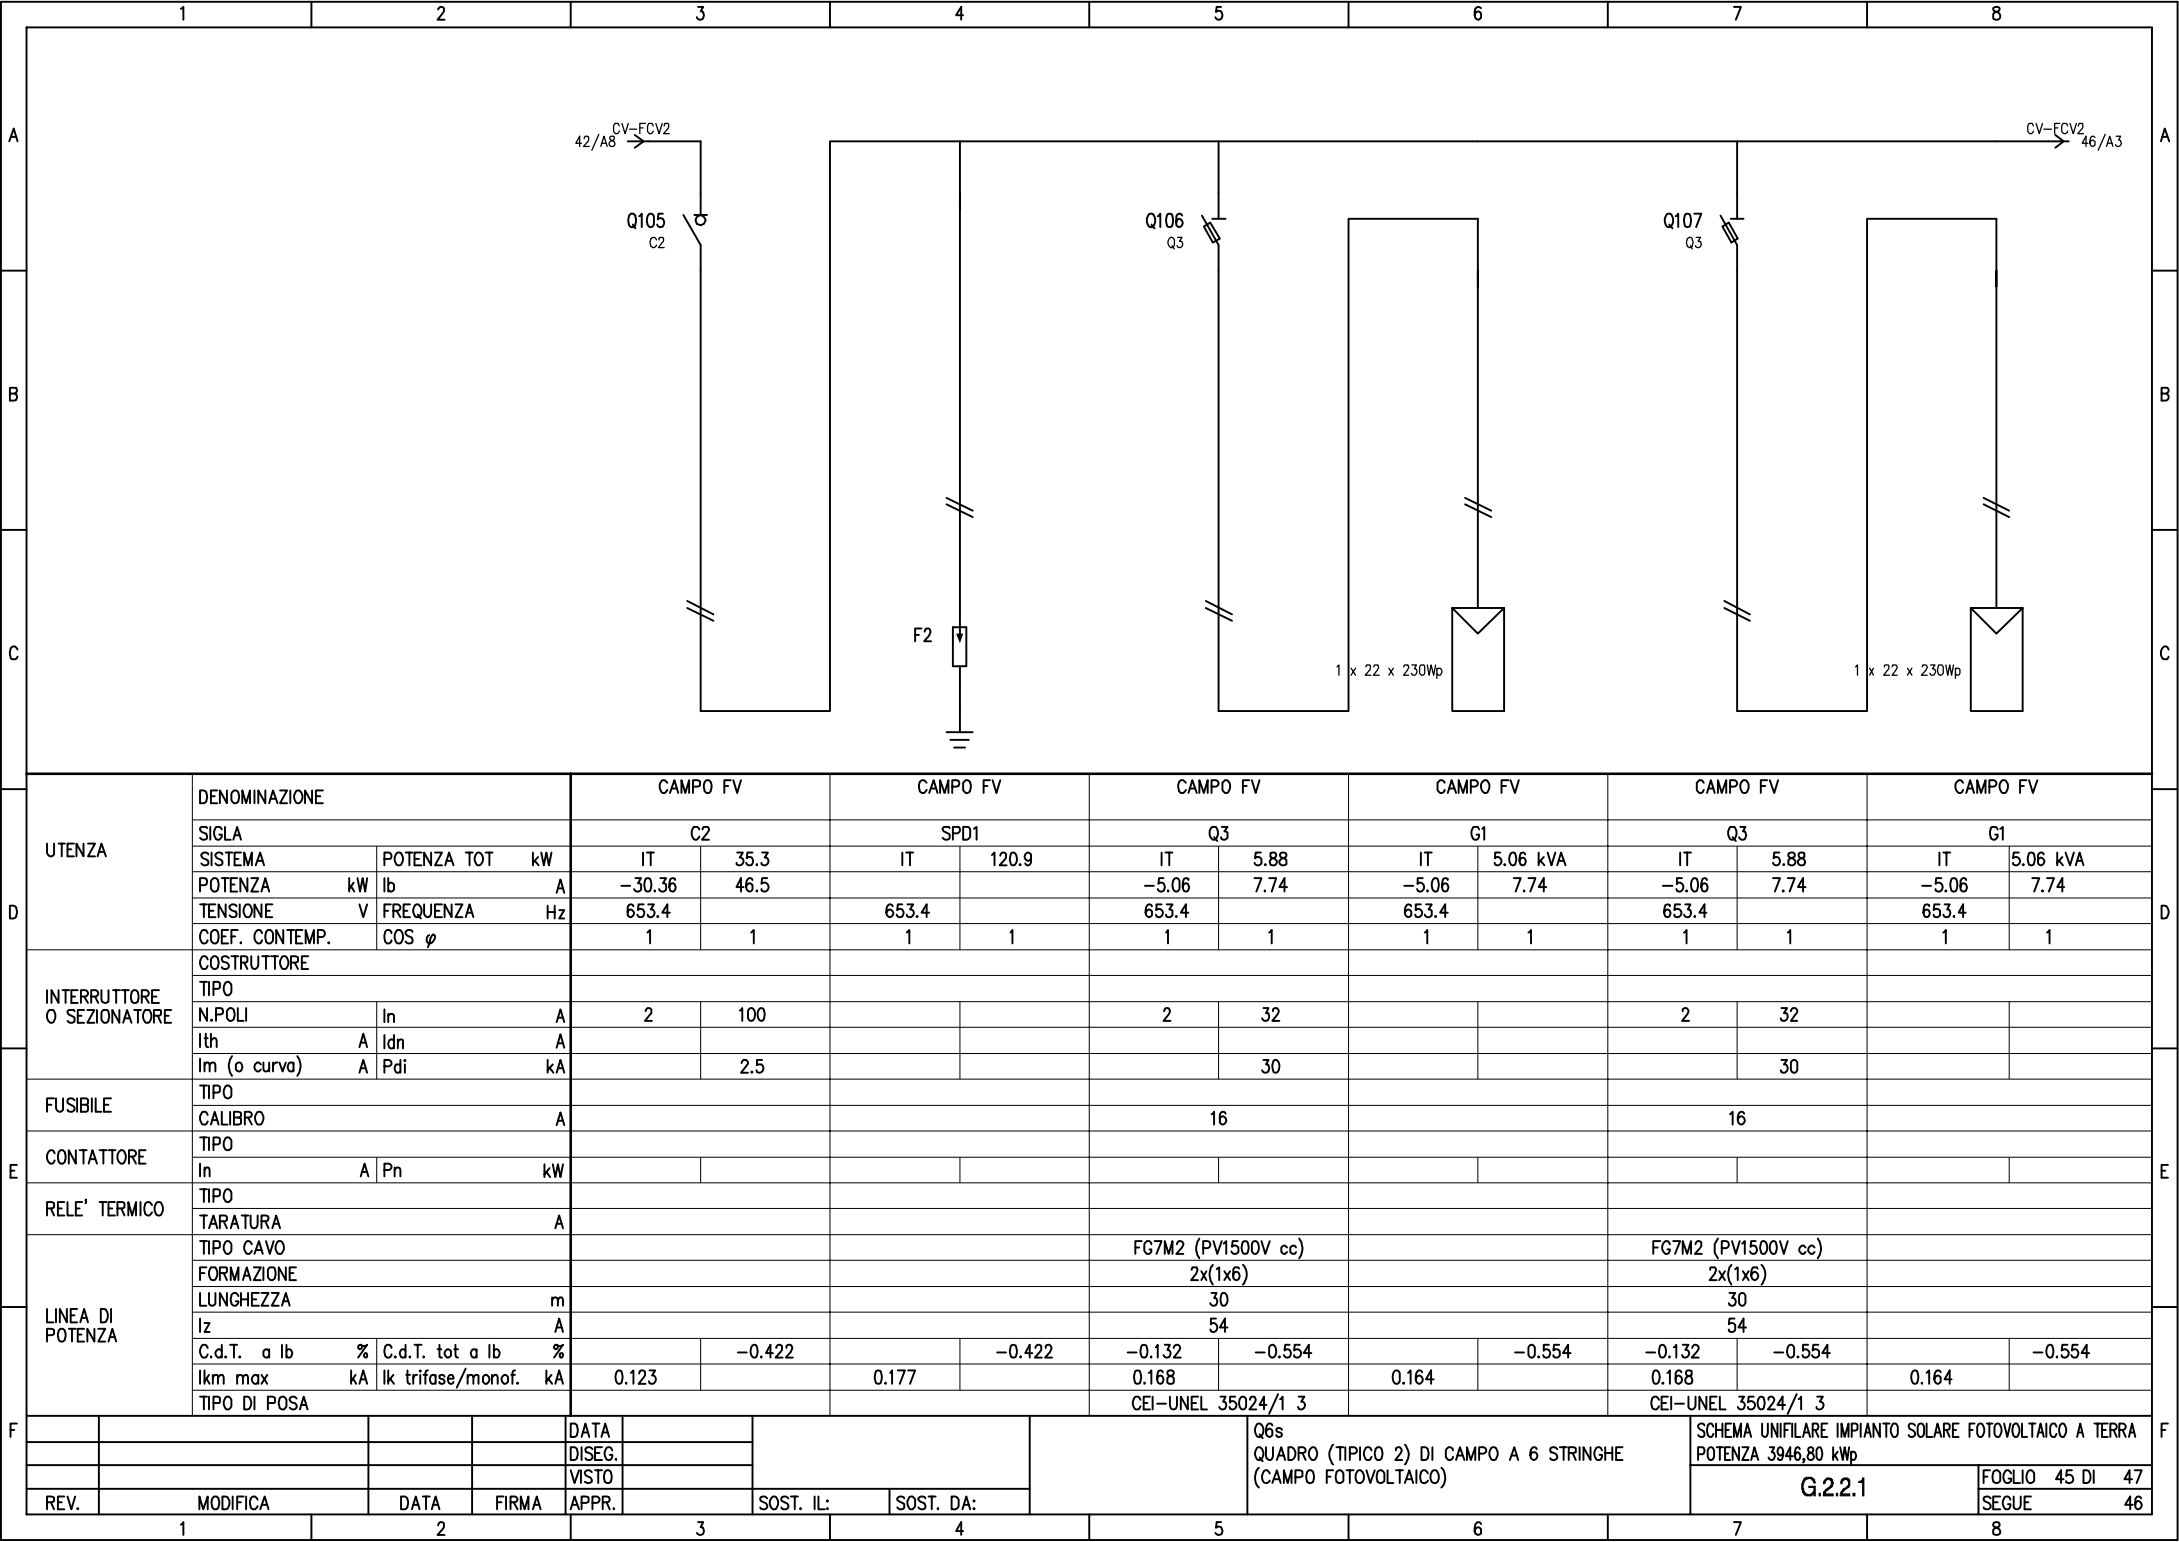 1 2 3 4 5 6 7 8
A A
CV-FCV2
42/A8
CV-FCV2
46/A3
Q105
C2
Q106
Q3
Q107
Q3
B B
C C
F2
1 x 22 x 230Wp
1 x 22 x 230Wp
UTENZA
DENOMINAZIONE CAMPO FV CAMPO FV CAMPO FV CAMPO FV CAMPO FV CAMPO FV
SIGLA C2 SPD1 Q3 G1 Q3 G1
SISTEMA POTENZA TOT kW IT 35.3 IT 120.9 IT 5.88 IT 5.06 kVA IT 5.88 IT 5.06 kVA
POTENZA kW Ib A -30.36 46.5 -5.06 7.74 -5.06 7.74 -5.06 7.74 -5.06 7.74
D D
TENSIONE V FREQUENZA Hz 653.4 653.4 653.4 653.4 653.4 653.4
COEF. CONTEMP. COS φ 1 1 1 1 1 1 1 1 1 1 1 1
INTERRUTTORE
O SEZIONATORE
COSTRUTTORE
TIPO
N.POLI In A 2 100 2 32 2 32
Ith A Idn A
Im (o curva) A Pdi kA 2.5 30 30
FUSIBILE
TIPO
CALIBRO A 16 16
CONTATTORE
TIPO
E E
In A Pn kW
RELE' TERMICO
TIPO
TARATURA A
LINEA DI
POTENZA
TIPO CAVO FG7M2 (PV1500V cc) FG7M2 (PV1500V cc)
FORMAZIONE 2x(1x6) 2x(1x6)
LUNGHEZZA m 30 30
Iz A 54 54
C.d.T. a Ib % C.d.T. tot a Ib % -0.422 -0.422 -0.132 -0.554 -0.554 -0.132 -0.554 -0.554
Ikm max kA Ik trifase/monof. kA 0.123 0.177 0.168 0.164 0.168 0.164
TIPO DI POSA CEI-UNEL 35024/1 3 CEI-UNEL 35024/1 3
F F
DATA
DISEG.
VISTO
REV. MODIFICA DATA FIRMA APPR. SOST. IL: SOST. DA:
Q6s
QUADRO (TIPICO 2) DI CAMPO A 6 STRINGHE
(CAMPO FOTOVOLTAICO)
SCHEMA UNIFILARE IMPIANTO SOLARE FOTOVOLTAICO A TERRA
POTENZA 3946,80 kWp
G.2.2.1
FOGLIO 45 DI 47
SEGUE 46
1 2 3 4 5 6 7 8